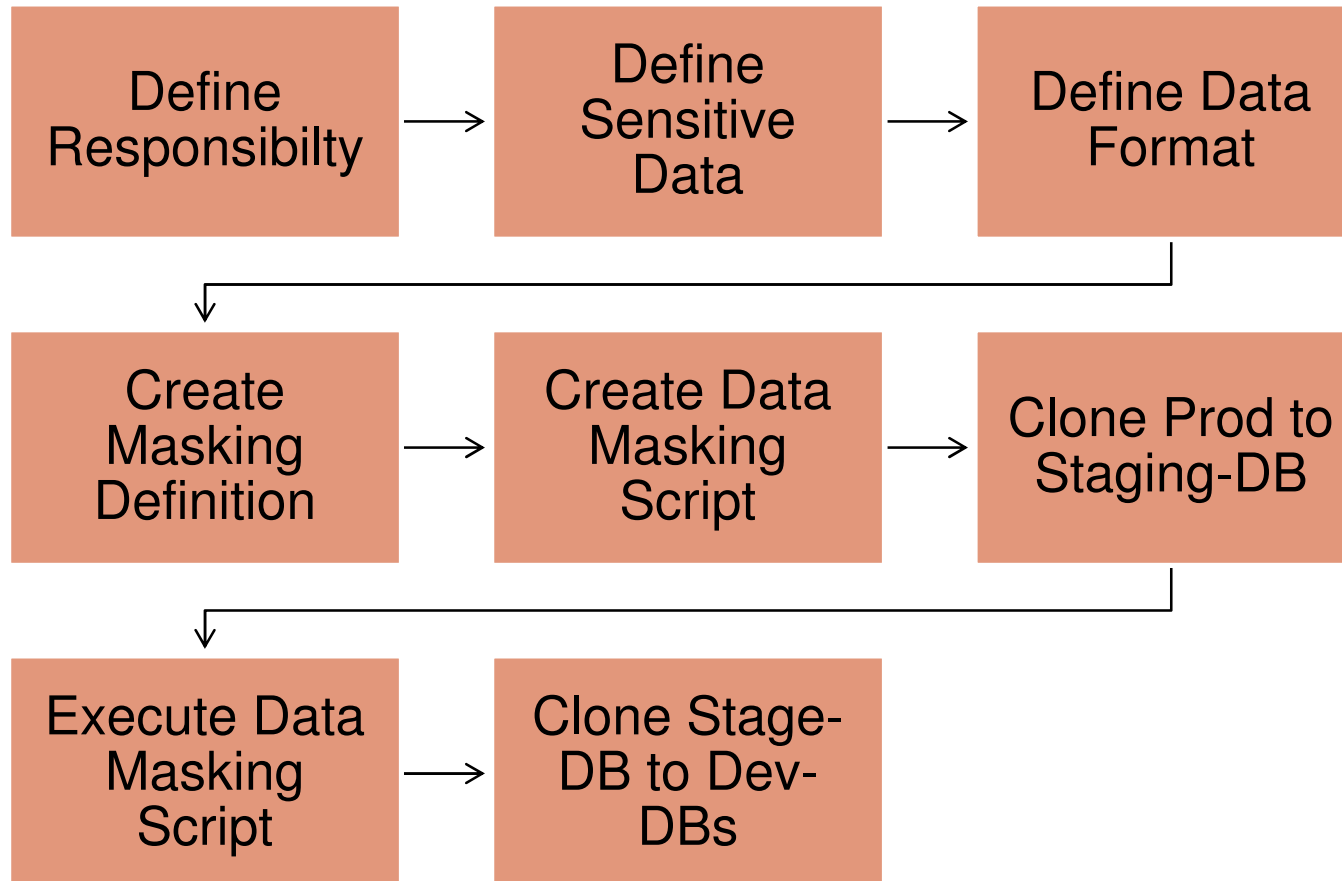 Define
Responsibilty
Define
Sensitive
Data
Define Data
Format
Create
Masking
Definition
Create Data
Masking
Script
Clone Prod to
Staging-DB
Execute Data
Masking
Script
Clone Stage-
DB to Dev-
DBs